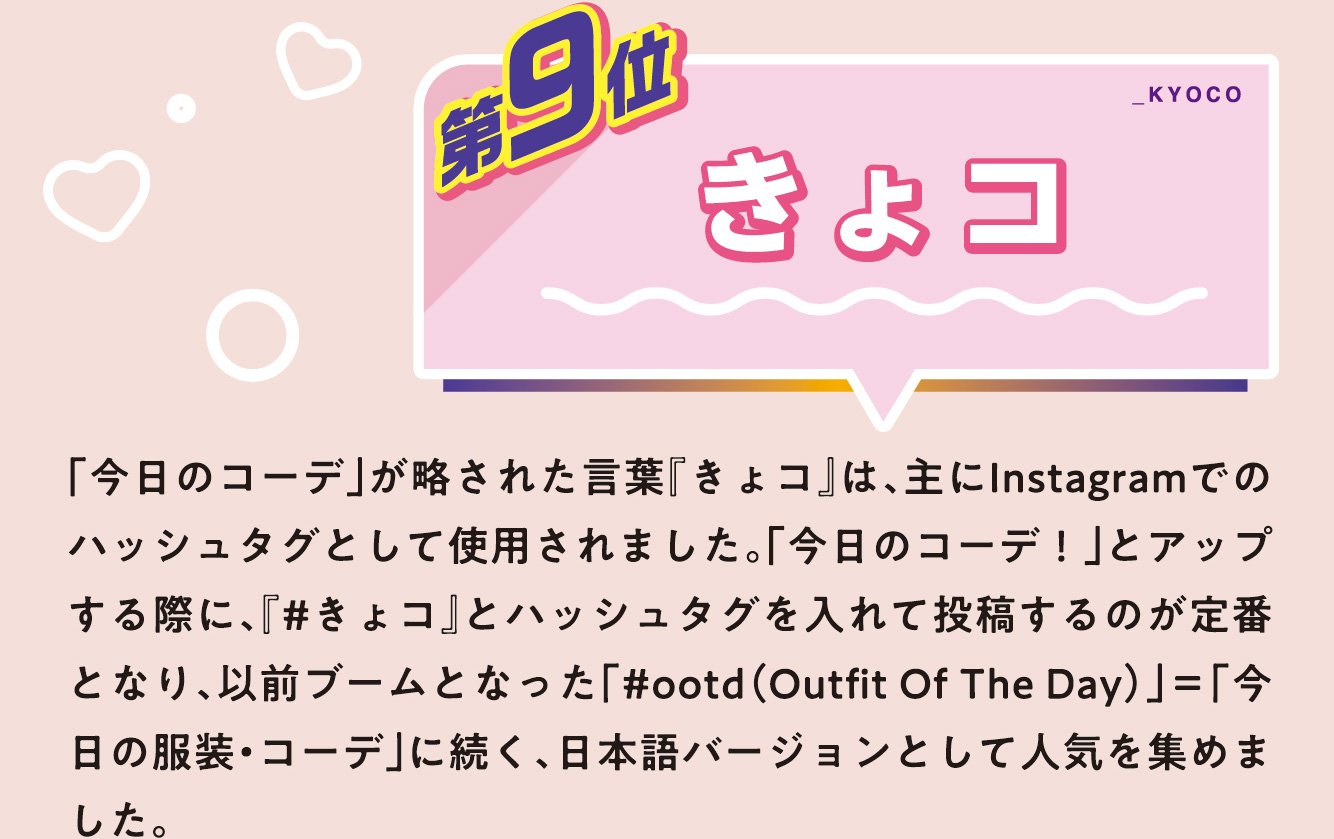 第9位
_KYOCO
きょコ
「今日のコーデ」が略された言葉『きょコ』は、主にInstagramでの
ハッシュタグとして使用されました。「今日のコーデ！」とアップ
する際に、『#きょコ』とハッシュタグを入れて投稿するのが定番
となり、以前ブームとなった「#ootd（Outfit Of The Day）」＝「今
日の服装・コーデ」に続く、日本語バージョンとして人気を集めま
した。